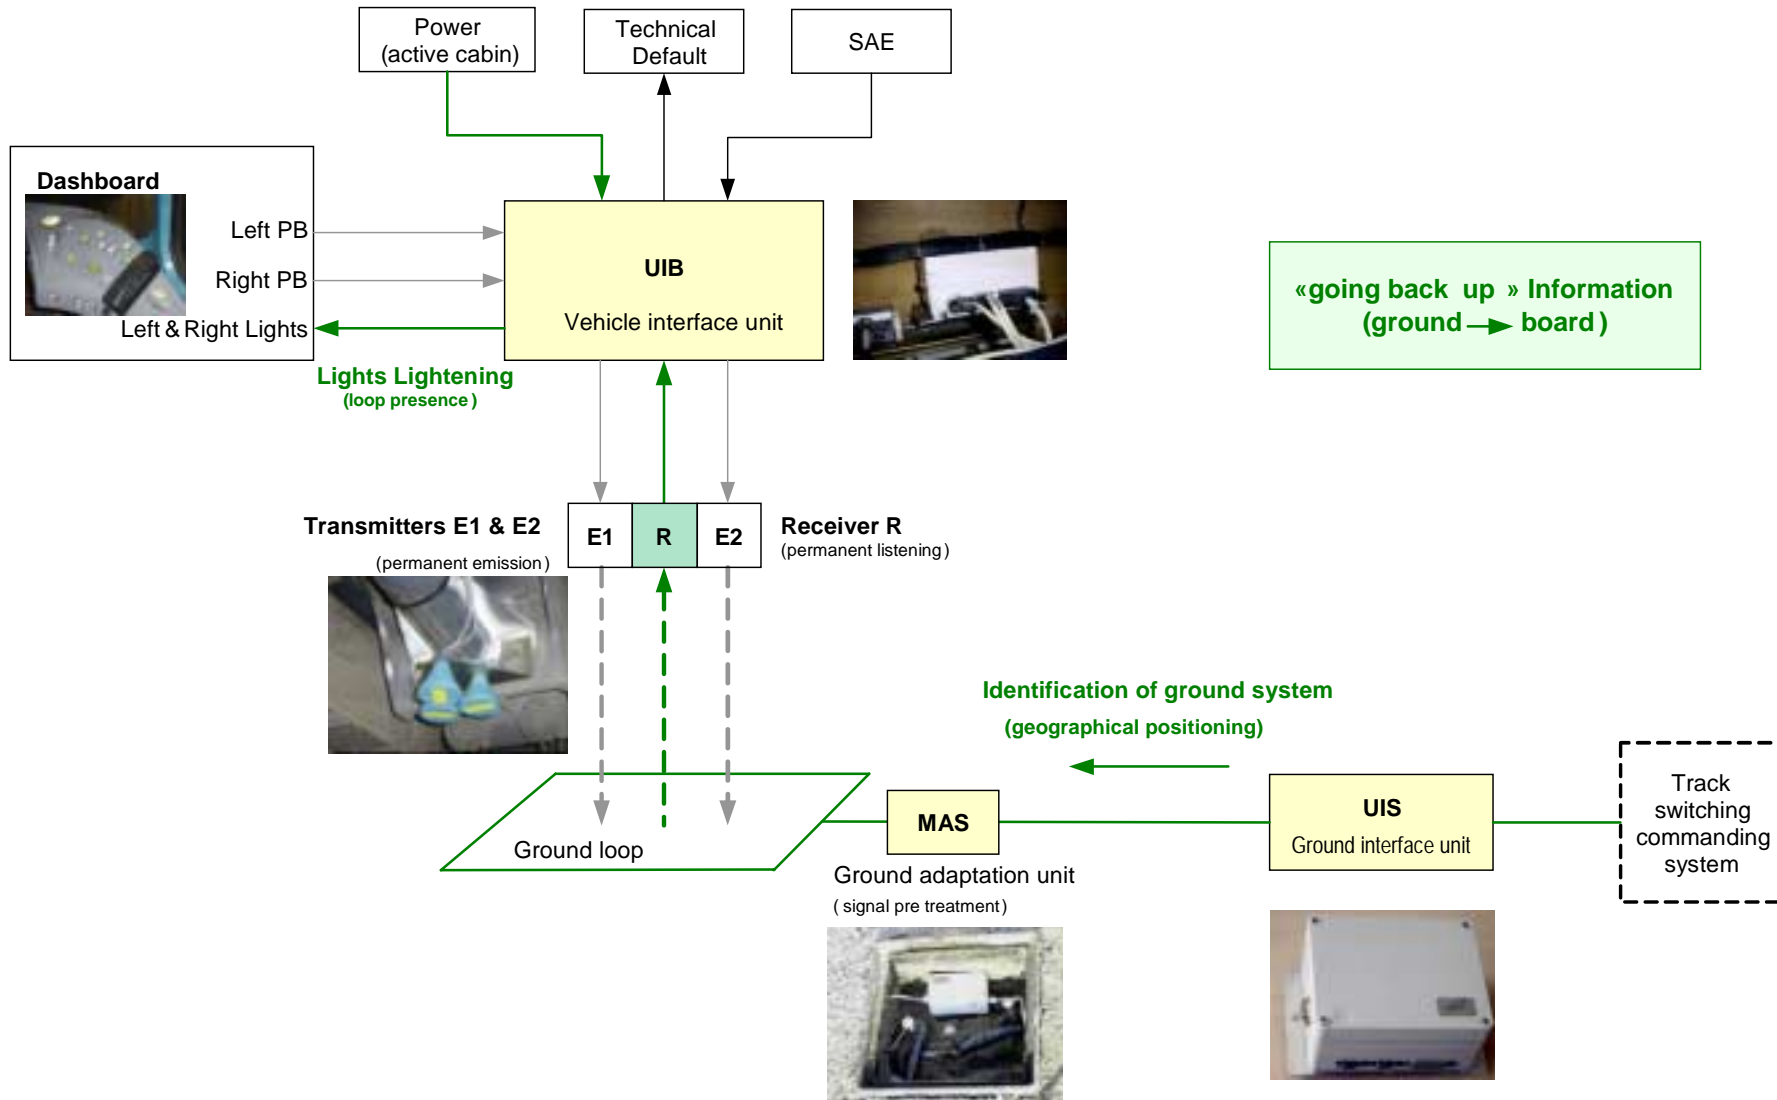 Power
(active cabin)
Technical
Default
SAE
Dashboard
Left PB
Right PB
Left & Right Lights
UIB
Vehicle interface unit
«going back up » Information
(ground → board)
Lights Lightening
(loop presence)
Transmitters E1 & E2
(permanent emission)
E1
R
E2
Receiver R
(permanent listening)
Identification of ground system
(geographical positioning)
Ground loop
MAS
Ground adaptation unit
( signal pre treatment)
UIS
Ground interface unit
Track
switching
commanding
system